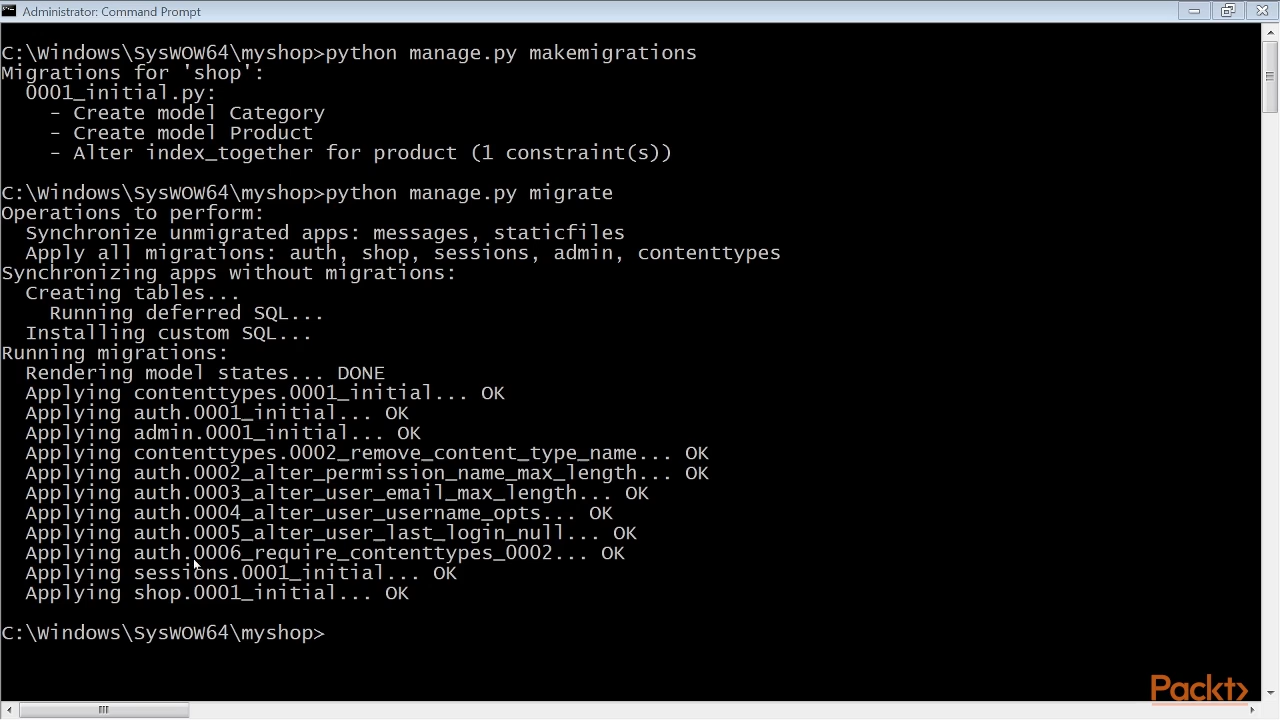 Administrator: Command Prompt
C:\Windows\SysWOW64\myshop>python manage.py makemigrations
Migrations for 'shop':
  0001_initial.py:
    - Create model Category
    - Create model Product
    - Alter index_together for product (1 constraint(s))
C:\Windows\SysWOW64\myshop>python manage.py migrate
Operations to perform:
  Synchronize unmigrated apps: messages, staticfiles
  Apply all migrations: auth, shop, sessions, admin, contenttypes
Synchronizing apps without migrations:
  Creating tables...
    Running deferred SQL...
  Installing custom SQL...
Running migrations:
  Rendering model states... DONE
  Applying contenttypes.0001_initial... OK
  Applying auth.0001_initial... OK
  Applying admin.0001_initial... OK
  Applying contenttypes.0002_remove_content_type_name... OK
  Applying auth.0002_alter_permission_name_max_length... OK
  Applying auth.0003_alter_user_email_max_length... OK
  Applying auth.0004_alter_user_username_opts... OK
  Applying auth.0005_alter_user_last_login_null... OK
  Applying auth.0006_require_contenttypes_0002... OK
  Applying sessions.0001_initial... OK
  Applying shop.0001_initial... OK
C:\Windows\SysWOW64\myshop>
Packt>